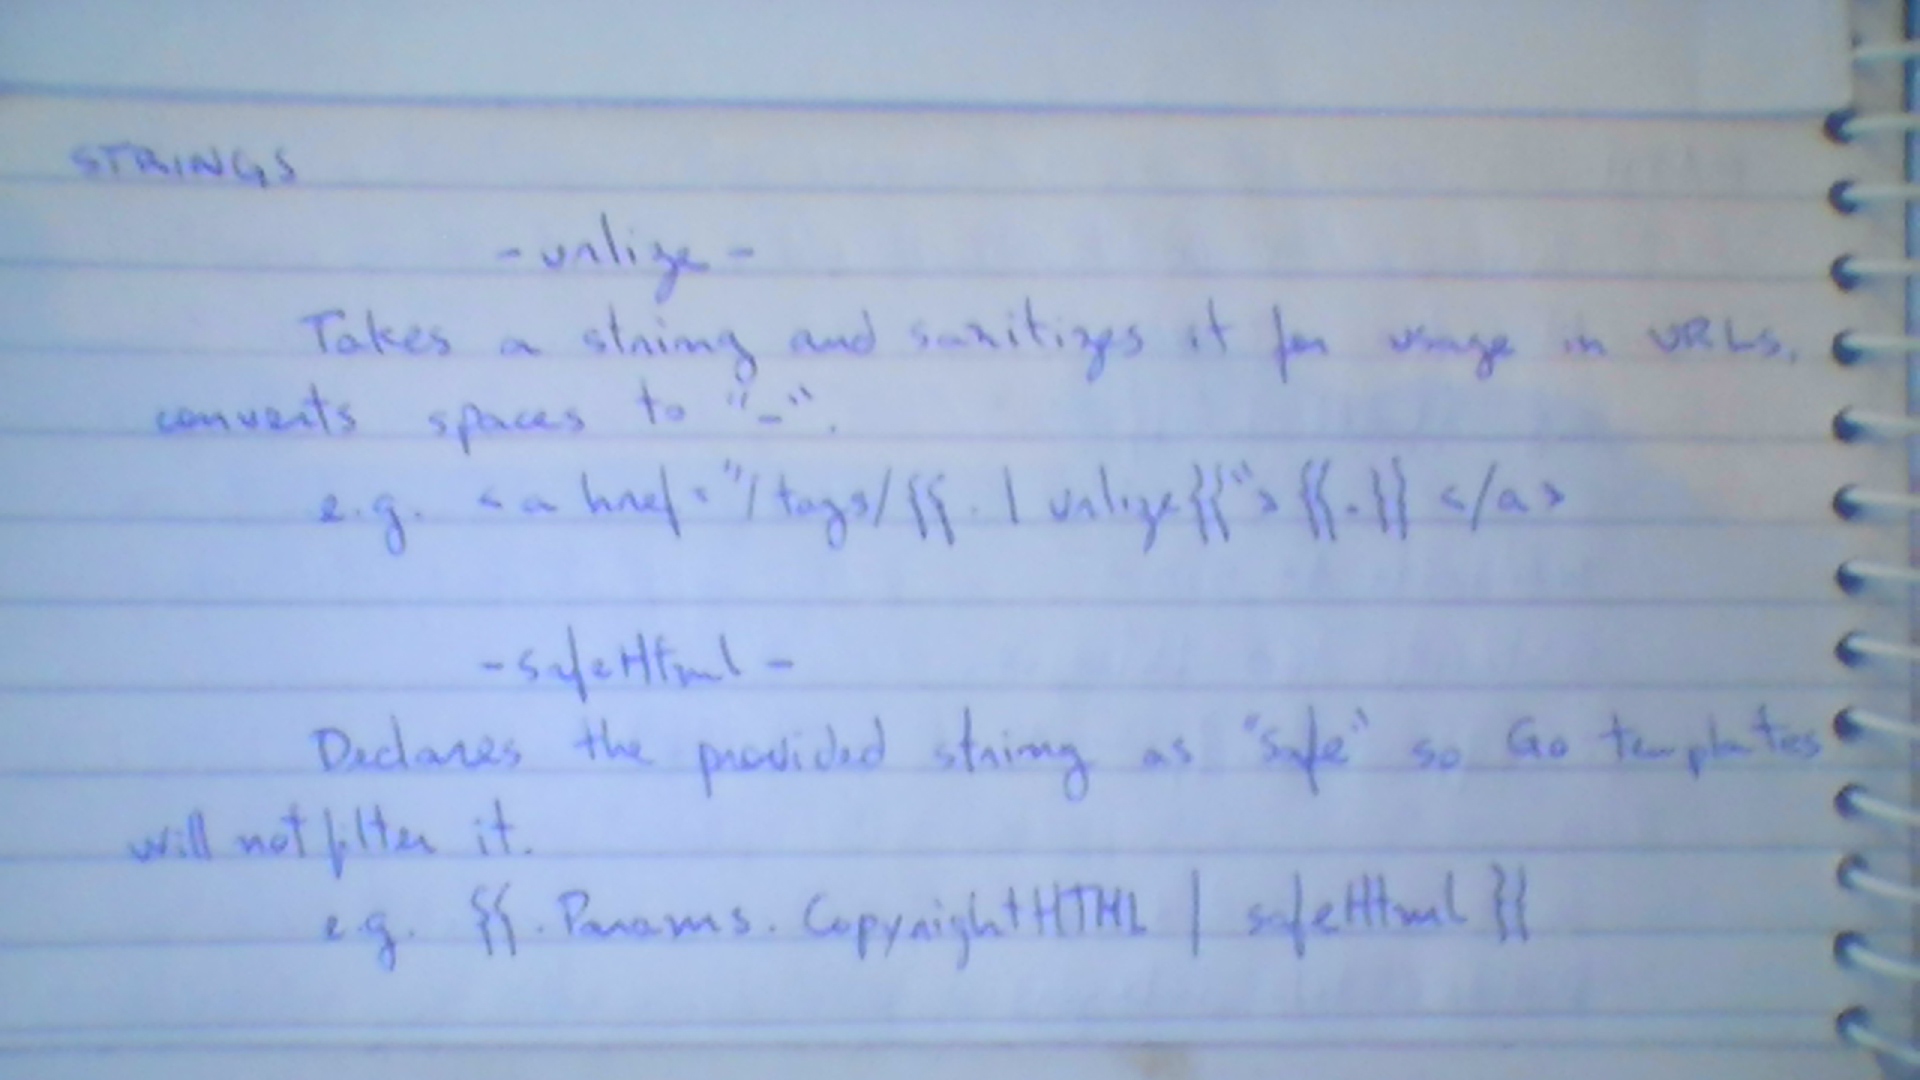 STRINGS
- urlize -
Takes a string and sanitizes it for usage in URLs,
converts spaces to "-".
e.g. <a href="/tags/{{ . | urlize }}">{{ . }}</a>
- safeHtml -
Declares the provided string as "safe" so Go templates
will not filter it.
e.g. {{ .Params.CopyrightHTML | safeHtml }}